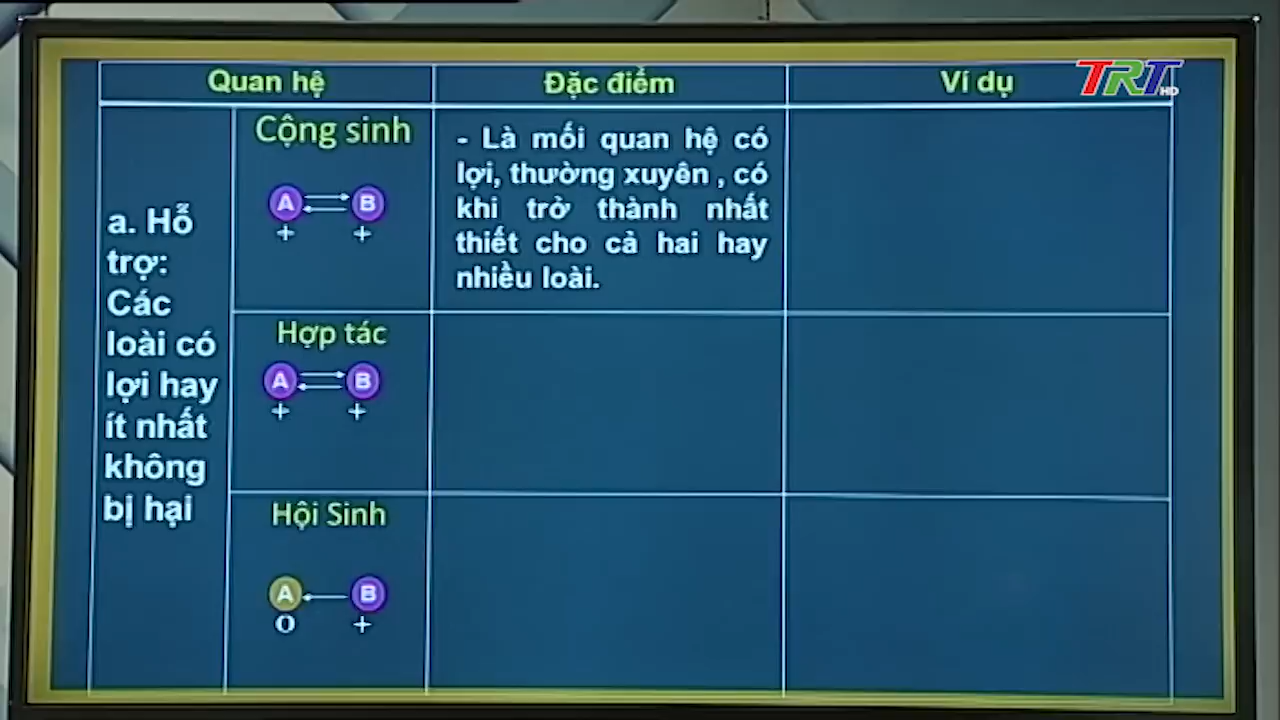 Quan hệ
Đặc điểm
Ví dụ
TRT HD
a. Hỗ
trợ:
Các
loài có
lợi hay
ít nhất
không
bị hại
Cộng sinh
A B
+ +
- Là mối quan hệ có
lợi, thường xuyên , có
khi trở thành nhất
thiết cho cả hai hay
nhiều loài.
Hợp tác
A B
+ +
Hội Sinh
A B
O +